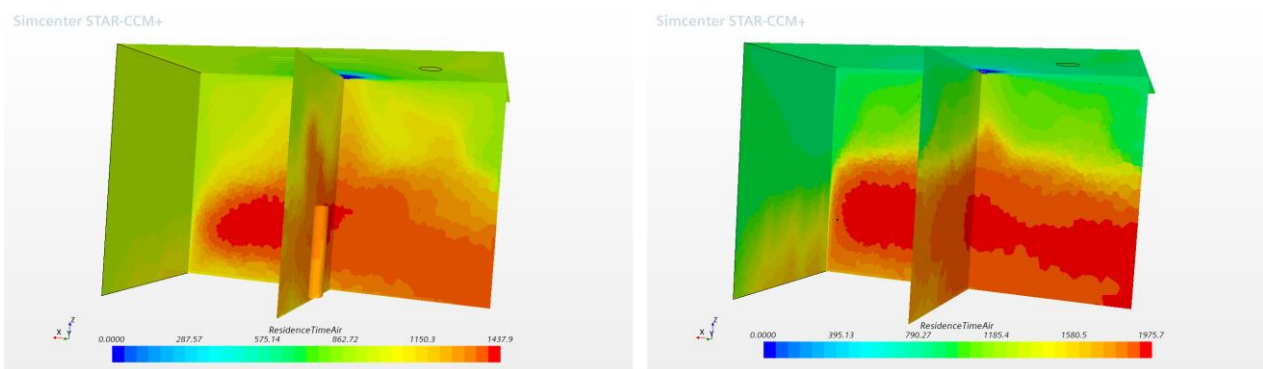 Simcenter STAR-CCM+
Z
X
Y
ResidenceTimeAir
0.0000 287.57 575.14 862.72 1150.3 1437.9
Simcenter STAR-CCM+
Z
X
Y
ResidenceTimeAir
0.0000 395.13 790.27 1185.4 1580.5 1975.7